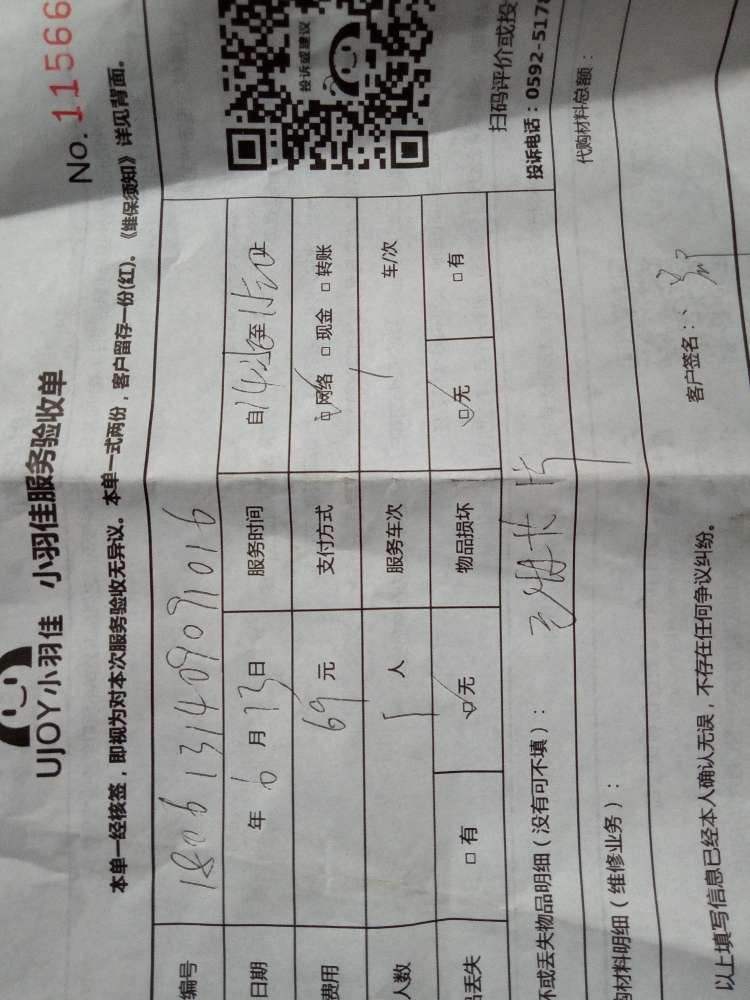 No. 11566
UJOY小羽佳 小羽佳服务验收单
本单一经核签，即视为对本次服务验收无异议。本单一式两份，客户留存一份(红)。《维保须知》详见背面。
编号 180613140909071016
日期 年 6 月 13 日 服务时间 自 至 止
费用 69 元 支付方式 网络 □ 现金 □ 转账
人数 1 人 服务车次 1 车/次
品丢失 □ 有 无 物品损坏 无 □ 有
投诉或建议
扫码评价或投
投诉电话：0592-5178
坏或丢失物品明细（没有可不填）：
材料明细（维修业务）：
代购材料总额：
以上填写信息已经本人确认无误，不存在任何争议纠纷。
客户签名：